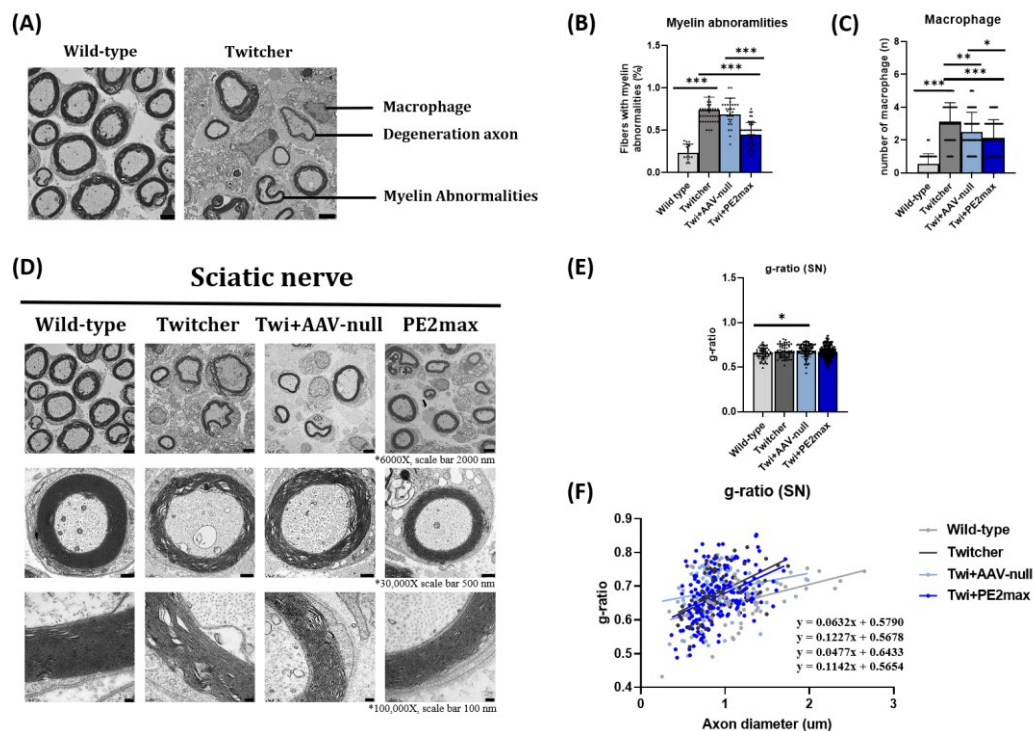 (A)
Wild-type
Twitcher
Macrophage
Degeneration axon
Myelin Abnormalities
(B)
Myelin abnoramlities
Fibers with myelin
abnormalities (%)
1.5
1.0
0.5
0.0
***
***
***
Wild type
Twitcher
Twi+AAV-null
Twi+PE2max
(C)
Macrophage
number of macrophage (n)
8
6
4
2
0
*
**
***
***
Wild-type
Twitcher
Twi+AAV-null
Twi+PE2max
(D)
Sciatic nerve
Wild-type
Twitcher
Twi+AAV-null
PE2max
*6000X, scale bar 2000 nm
*30,000X scale bar 500 nm
*100,000X, scale bar 100 nm
(E)
g-ratio (SN)
g-ratio
1.5
1.0
0.5
0.0
*
Wild-type
Twitcher
Twi+AAV-null
Twi+PE2max
(F)
g-ratio (SN)
g-ratio
0.9
0.8
0.7
0.6
0.5
0.4
0
1
2
3
Axon diameter (um)
y = 0.0632x + 0.5790
y = 0.1227x + 0.5678
y = 0.0477x + 0.6433
y = 0.1142x + 0.5654
Wild-type
Twitcher
Twi+AAV-null
Twi+PE2max